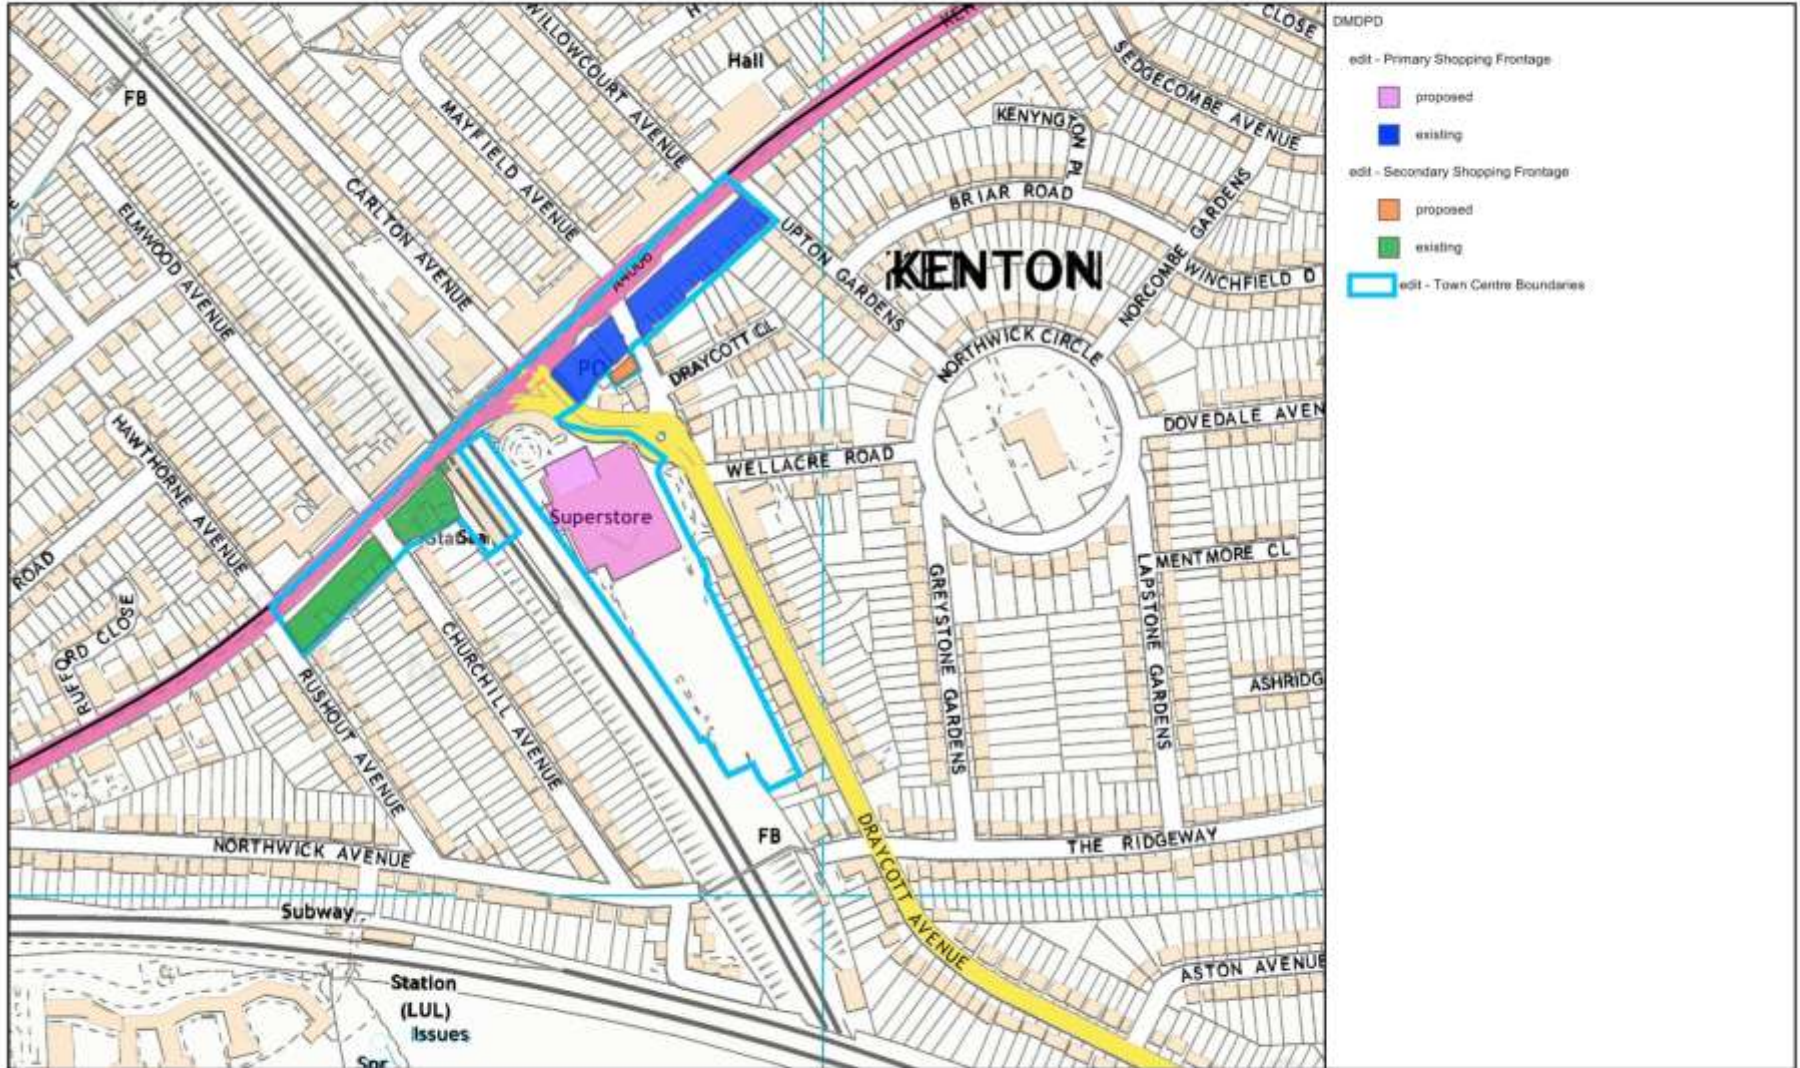 KEN
CLOSE
WILLOWCOURT AVENUE
Hall
SEDGECOMBE AVENUE
FB
MAYFIELD AVENUE
KENYNGTON PL
CARLTON AVENUE
BRIAR ROAD
ELMWOOD AVENUE
UPTON GARDENS
KENTON
NORCOMBE GARDENS
WINCHFIELD
A4006
DRAYCOTT CL
NORTHWICK CIRCLE
PO
HAWTHORNE AVENUE
DOVEDALE AVEN
WELLACRE ROAD
Superstore
ROAD
MENTMORE CL
RUFFORD CLOSE
CHURCHILL AVENUE
GREYSTONE GARDENS
LAPSTONE GARDENS
RUSHOUT AVENUE
ASHRIDG
NORTHWICK AVENUE
FB
THE RIDGEWAY
DRAYCOTT AVENUE
Subway
ASTON AVENUE
Station
(LUL)
Issues
Spr
DMDPD
edit - Primary Shopping Frontage
proposed
existing
edit - Secondary Shopping Frontage
proposed
existing
edit - Town Centre Boundaries